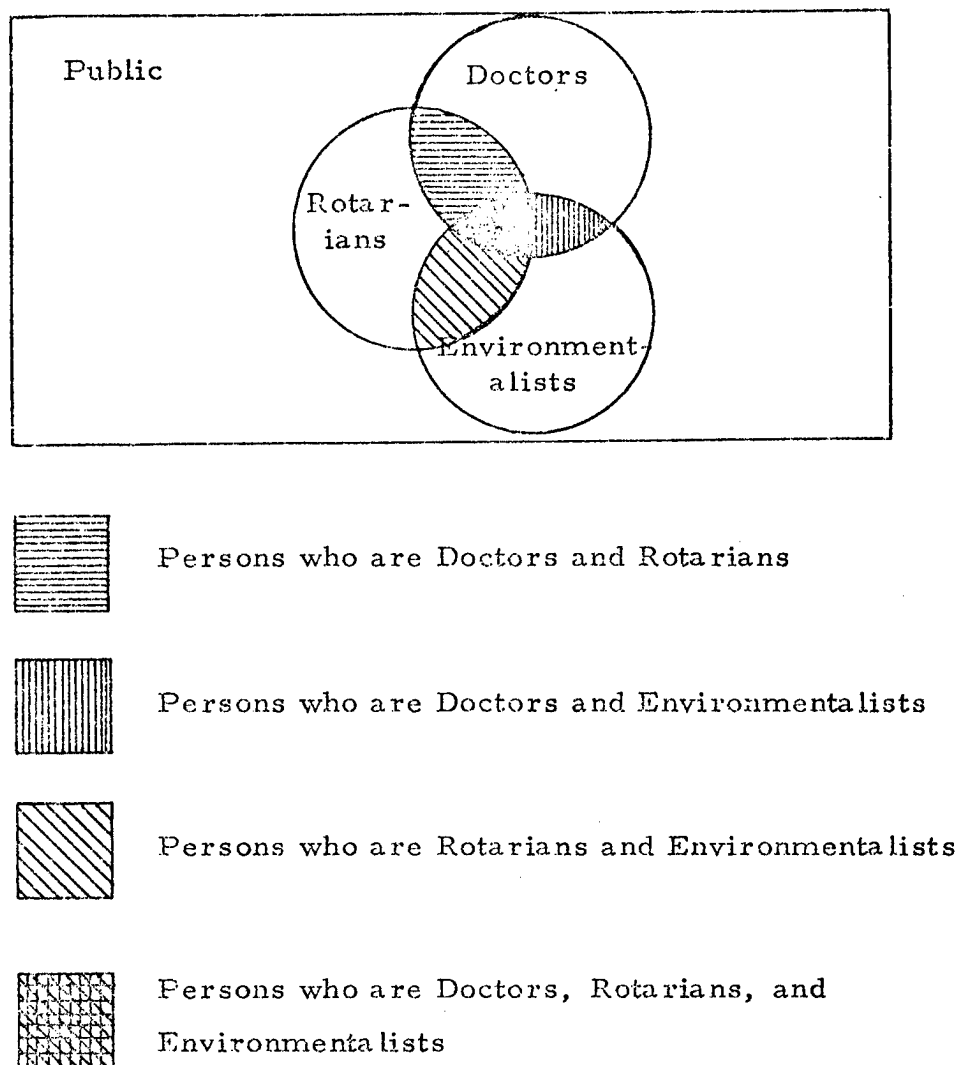 Public
Doctors
Rotar-
ians
Environment-
alists
Persons who are Doctors and Rotarians
Persons who are Doctors and Environmentalists
Persons who are Rotarians and Environmentalists
Persons who are Doctors, Rotarians, and
Environmentalists